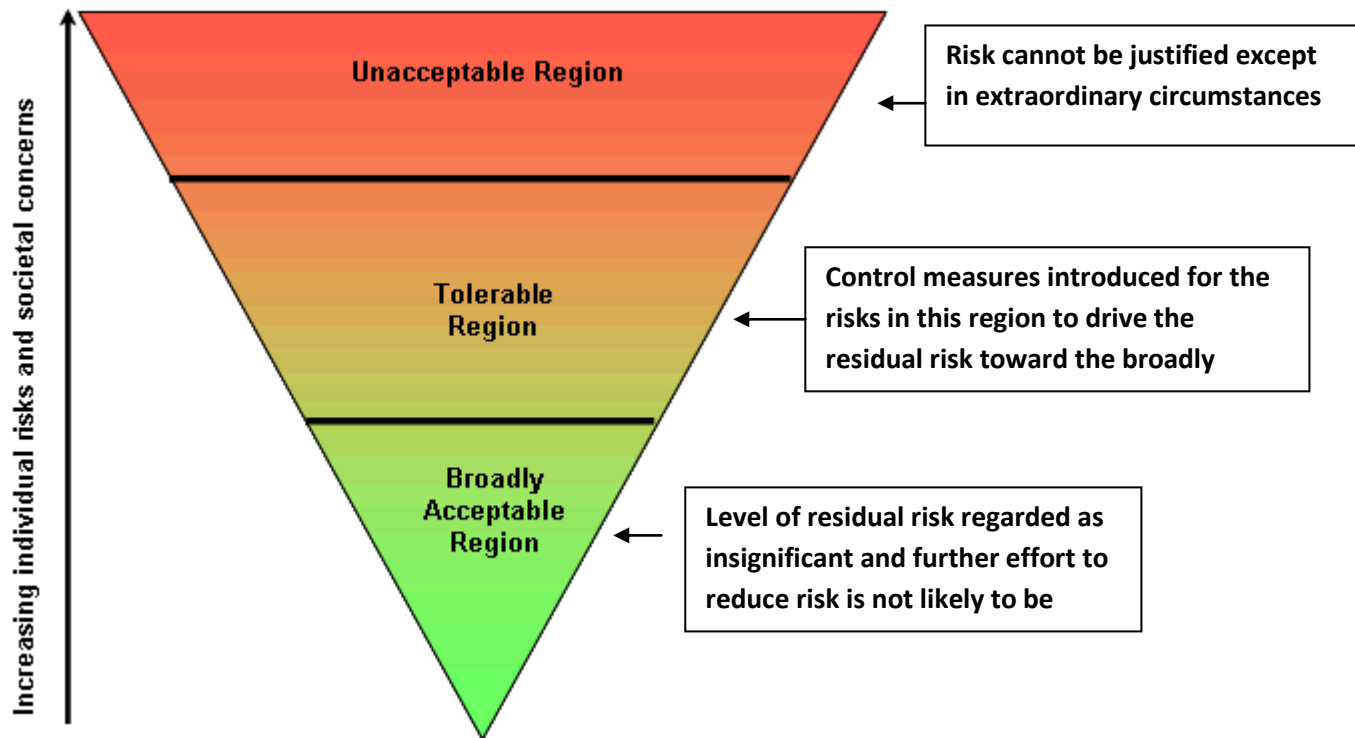 Increasing individual risks and societal concerns
Unacceptable Region
Risk cannot be justified except
in extraordinary circumstances
Tolerable
Region
Control measures introduced for the
risks in this region to drive the
residual risk toward the broadly
Broadly
Acceptable
Region
Level of residual risk regarded as
insignificant and further effort to
reduce risk is not likely to be